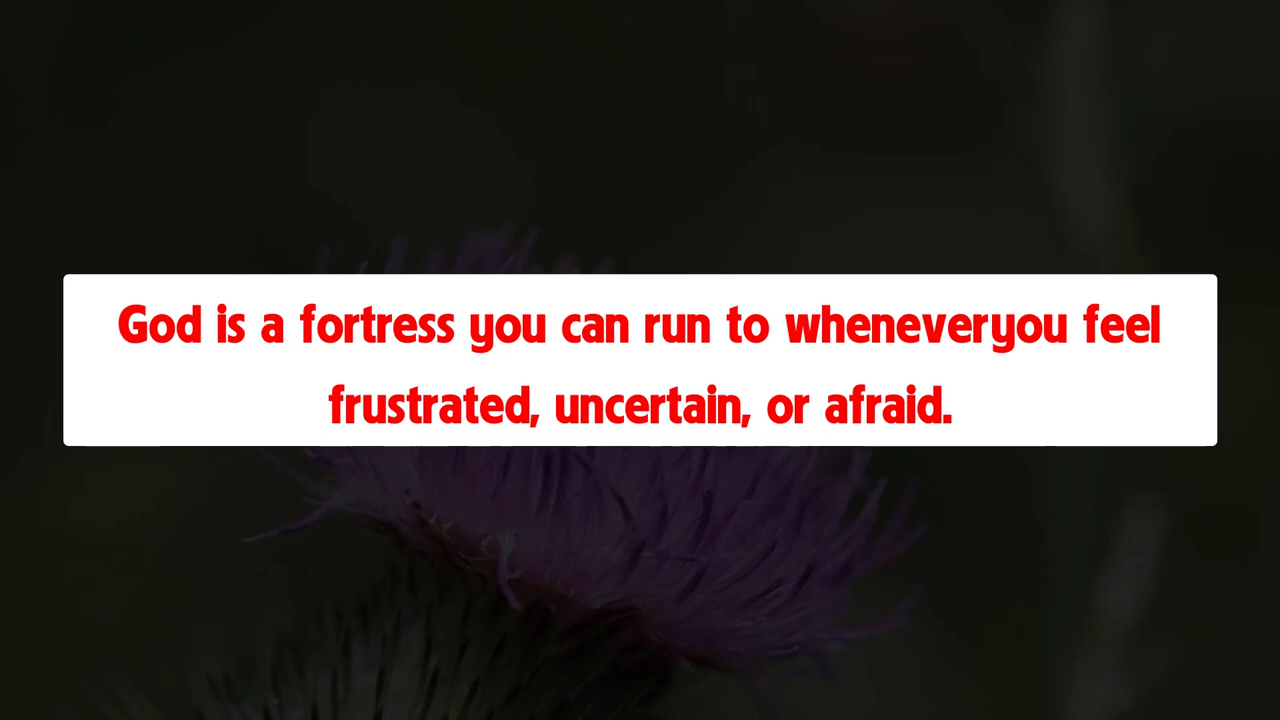 God is a fortress you can run to wheneveryou feel
frustrated, uncertain, or afraid.